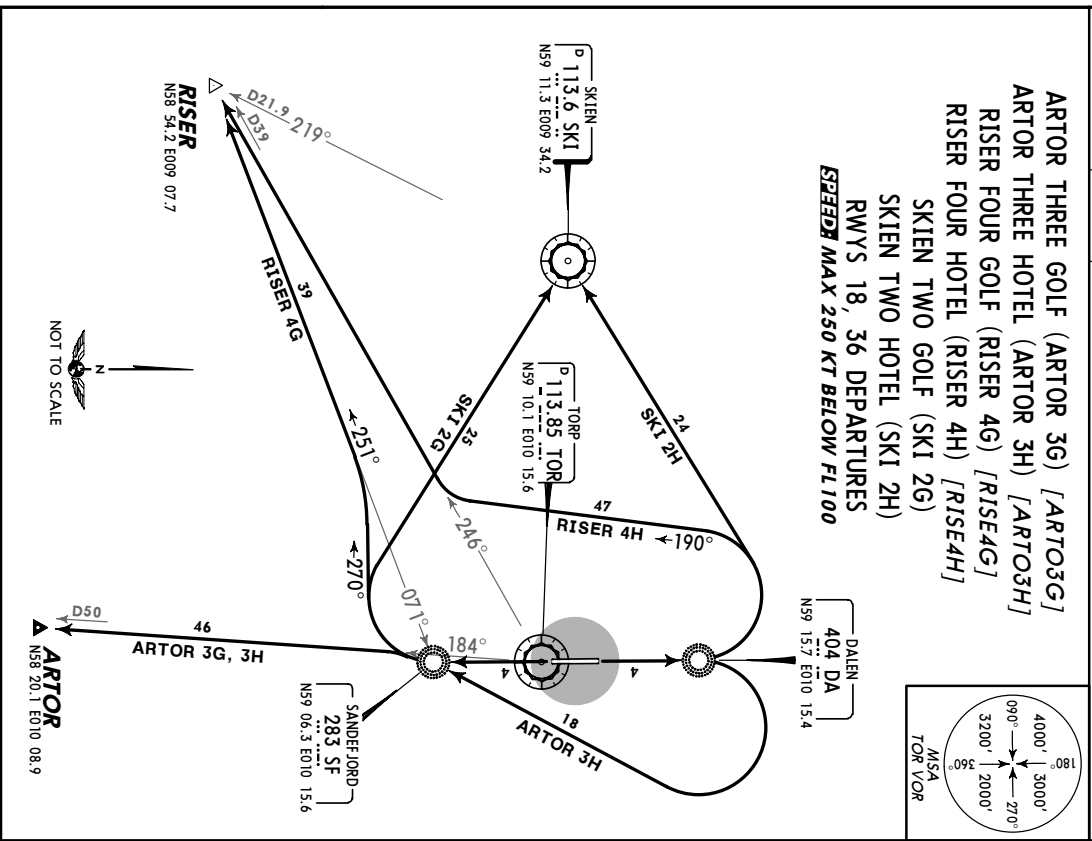 ARTOR THREE GOLF (ARTOR 3G) [ARTO3G]
ARTOR THREE HOTEL (ARTOR 3H) [ARTO3H]
RISER FOUR GOLF (RISER 4G) [RISE4G]
RISER FOUR HOTEL (RISER 4H) [RISE4H]
SKIEN TWO GOLF (SKI 2G)
SKIEN TWO HOTEL (SKI 2H)
RWYS 18, 36 DEPARTURES
SPEED: MAX 250 KT BELOW FL100
180°
4000' 3000'
090° 270°
3200' 2000'
360°
MSA
TOR VOR
DALEN
404 DA
N59 15.7 E010 15.4
SKIEN
D 113.6 SKI
N59 11.3 E009 34.2
24
SKI 2H
TORP
D 113.85 TOR
N59 10.1 E010 15.6
47
RISER 4H
190°
4
4
18
ARTOR 3H
25
SKI 2G
246°
D21.9
219°
D39
RISER
N58 54.2 E009 07.7
39
RISER 4G
251°
071°
270°
184°
SANDEFJORD
283 SF
N59 06.3 E010 15.6
46
ARTOR 3G, 3H
D50
ARTOR
N58 20.1 E010 08.9
N
NOT TO SCALE